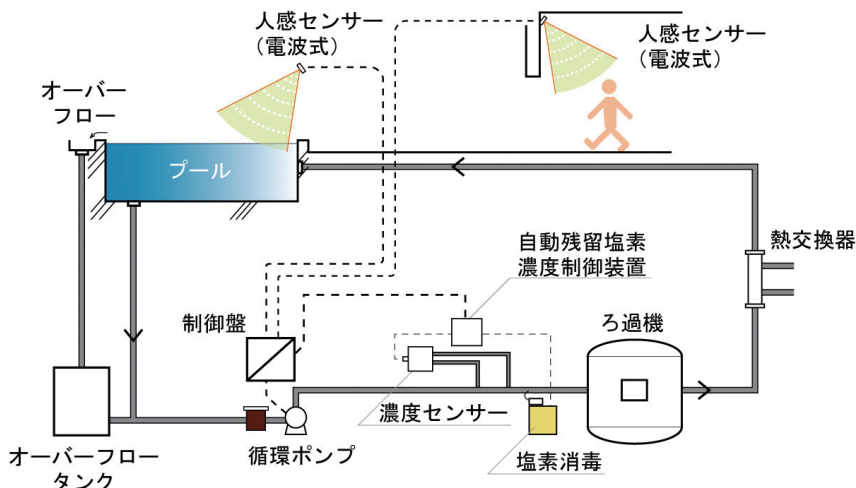 人感センサー
（電波式）
人感センサー
（電波式）
オーバー
フロー
プール
熱交換器
自動残留塩素
濃度制御装置
制御盤
ろ過機
濃度センサー
循環ポンプ
塩素消毒
オーバーフロー
タンク